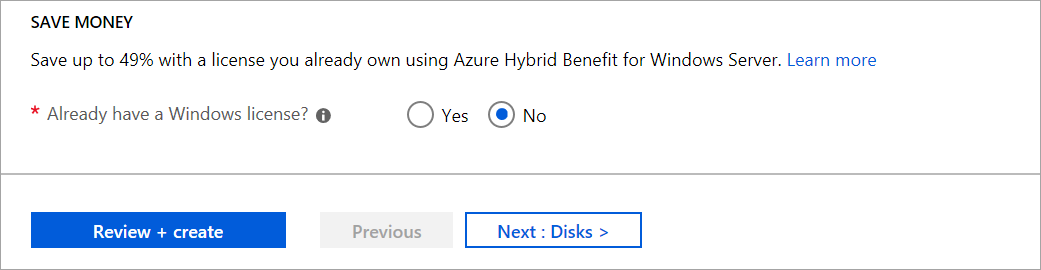 SAVE MONEY
Save up to 49% with a license you already own using Azure Hybrid Benefit for Windows Server. Learn more
* Already have a Windows license? Yes No
Review + create Previous Next : Disks >